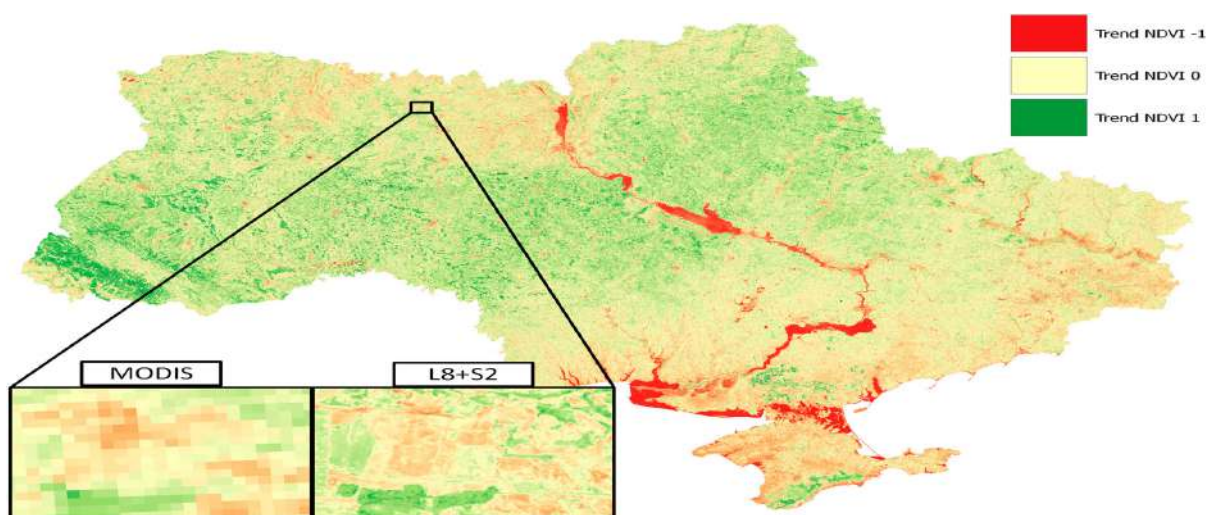 Trend NDVI -1
Trend NDVI 0
Trend NDVI 1
MODIS
L8+S2